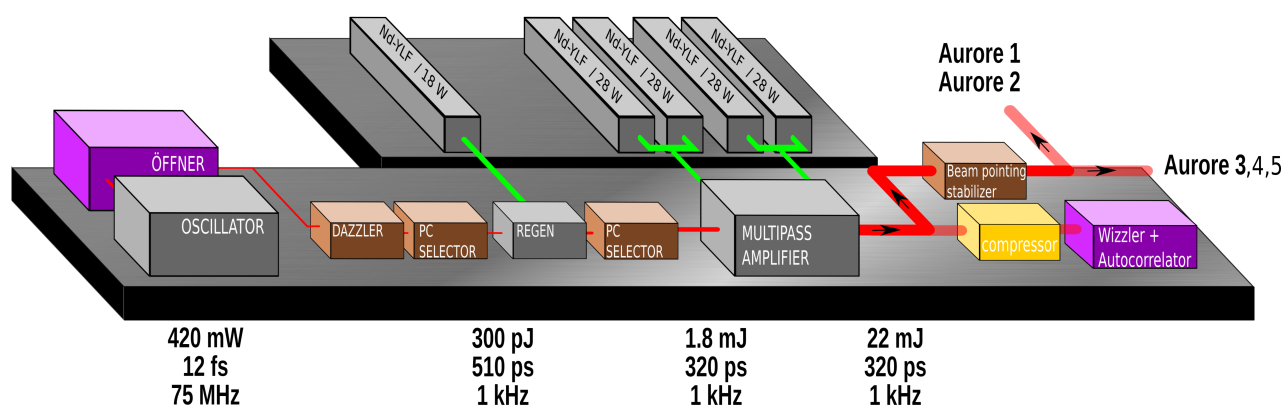 Nd-YLF / 18 W
Nd-YLF / 28 W
Nd-YLF / 28 W
Nd-YLF / 28 W
Nd-YLF / 28 W
Aurore 1
Aurore 2
ÖFFNER
OSCILLATOR
DAZZLER
PC
SELECTOR
REGEN
PC
SELECTOR
MULTIPASS
AMPLIFIER
Beam pointing
stabilizer
Aurore 3,4,5
compressor
Wizzler +
Autocorrelator
420 mW
12 fs
75 MHz
300 pJ
510 ps
1 kHz
1.8 mJ
320 ps
1 kHz
22 mJ
320 ps
1 kHz